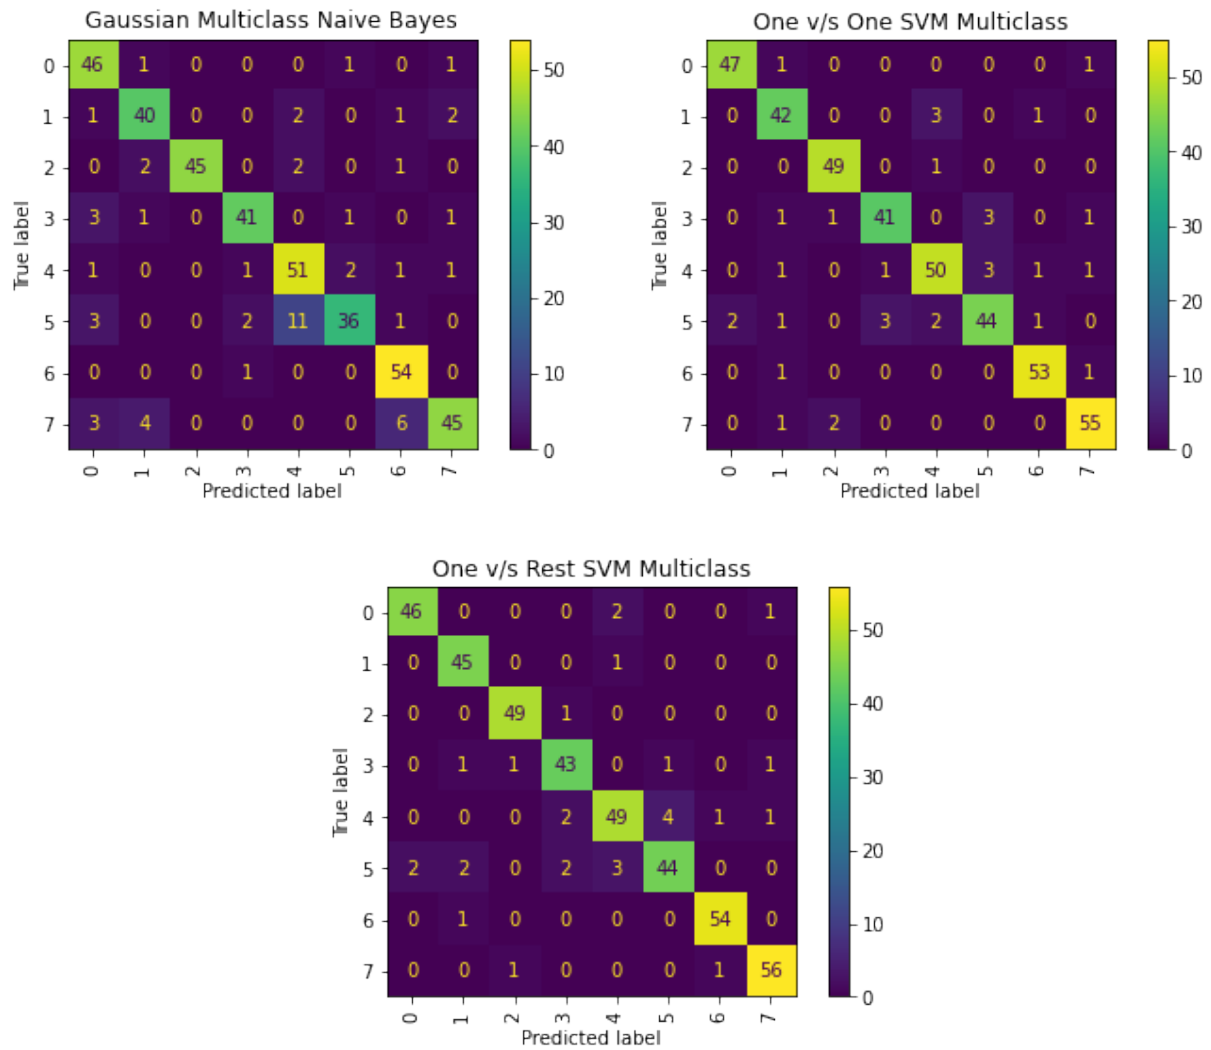 Gaussian Multiclass Naive Bayes
True label
0 46 1 0 0 0 1 0 1
1 1 40 0 0 2 0 1 2
2 0 2 45 0 2 0 1 0
3 3 1 0 41 0 1 0 1
4 1 0 0 1 51 2 1 1
5 3 0 0 2 11 36 1 0
6 0 0 0 1 0 0 54 0
7 3 4 0 0 0 0 6 45
0 1 2 3 4 5 6 7
Predicted label
50
40
30
20
10
0
One v/s One SVM Multiclass
True label
0 47 1 0 0 0 0 0 1
1 0 42 0 0 3 0 1 0
2 0 0 49 0 1 0 0 0
3 0 1 1 41 0 3 0 1
4 0 1 0 1 50 3 1 1
5 2 1 0 3 2 44 1 0
6 0 1 0 0 0 0 53 1
7 0 1 2 0 0 0 0 55
0 1 2 3 4 5 6 7
Predicted label
50
40
30
20
10
0
One v/s Rest SVM Multiclass
True label
0 46 0 0 0 2 0 0 1
1 0 45 0 0 1 0 0 0
2 0 0 49 1 0 0 0 0
3 0 1 1 43 0 1 0 1
4 0 0 0 2 49 4 1 1
5 2 2 0 2 3 44 0 0
6 0 1 0 0 0 0 54 0
7 0 0 1 0 0 0 1 56
0 1 2 3 4 5 6 7
Predicted label
50
40
30
20
10
0